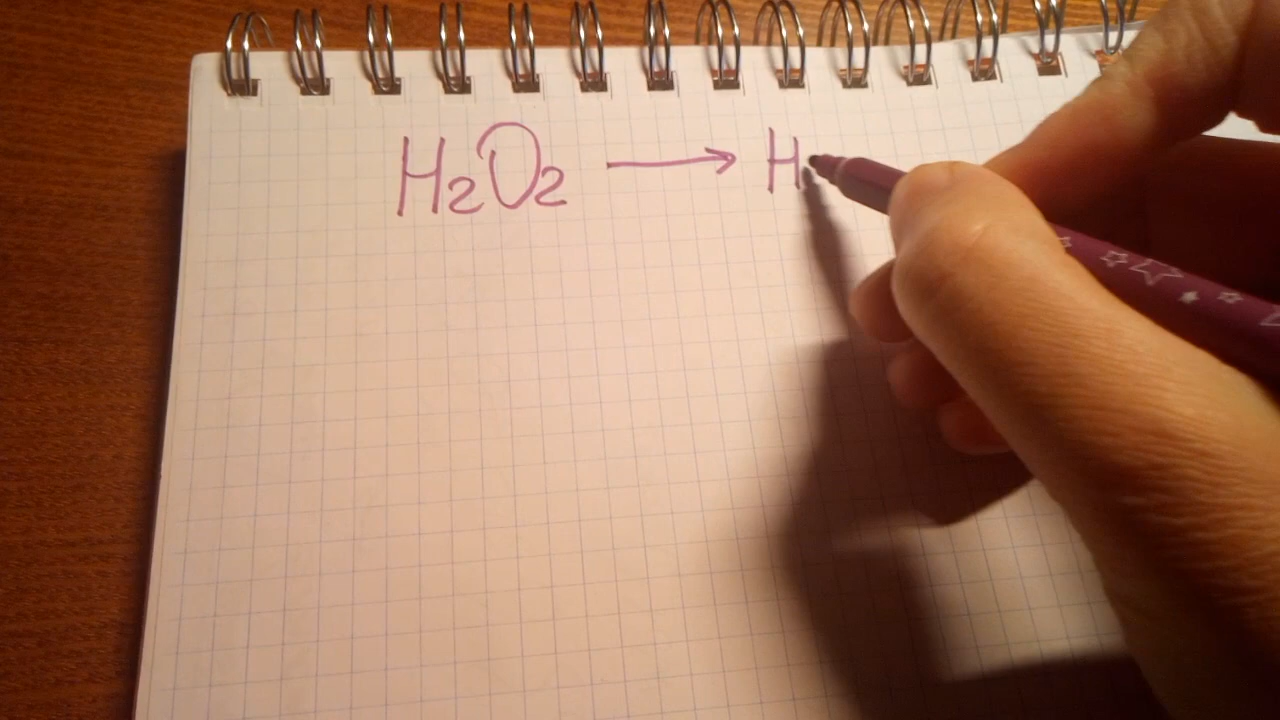 H₂O₂ → H